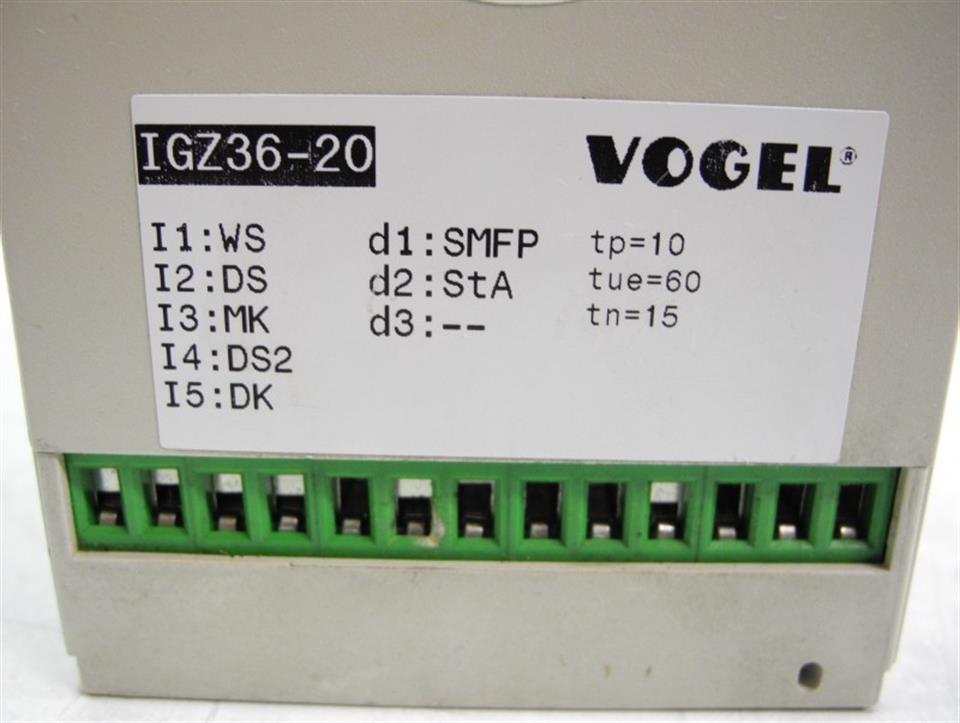 IGZ36-20
VOGEL®
I1:WS
I2:DS
I3:MK
I4:DS2
I5:DK
d1:SMFP
d2:StA
d3:--
tp=10
tue=60
tn=15